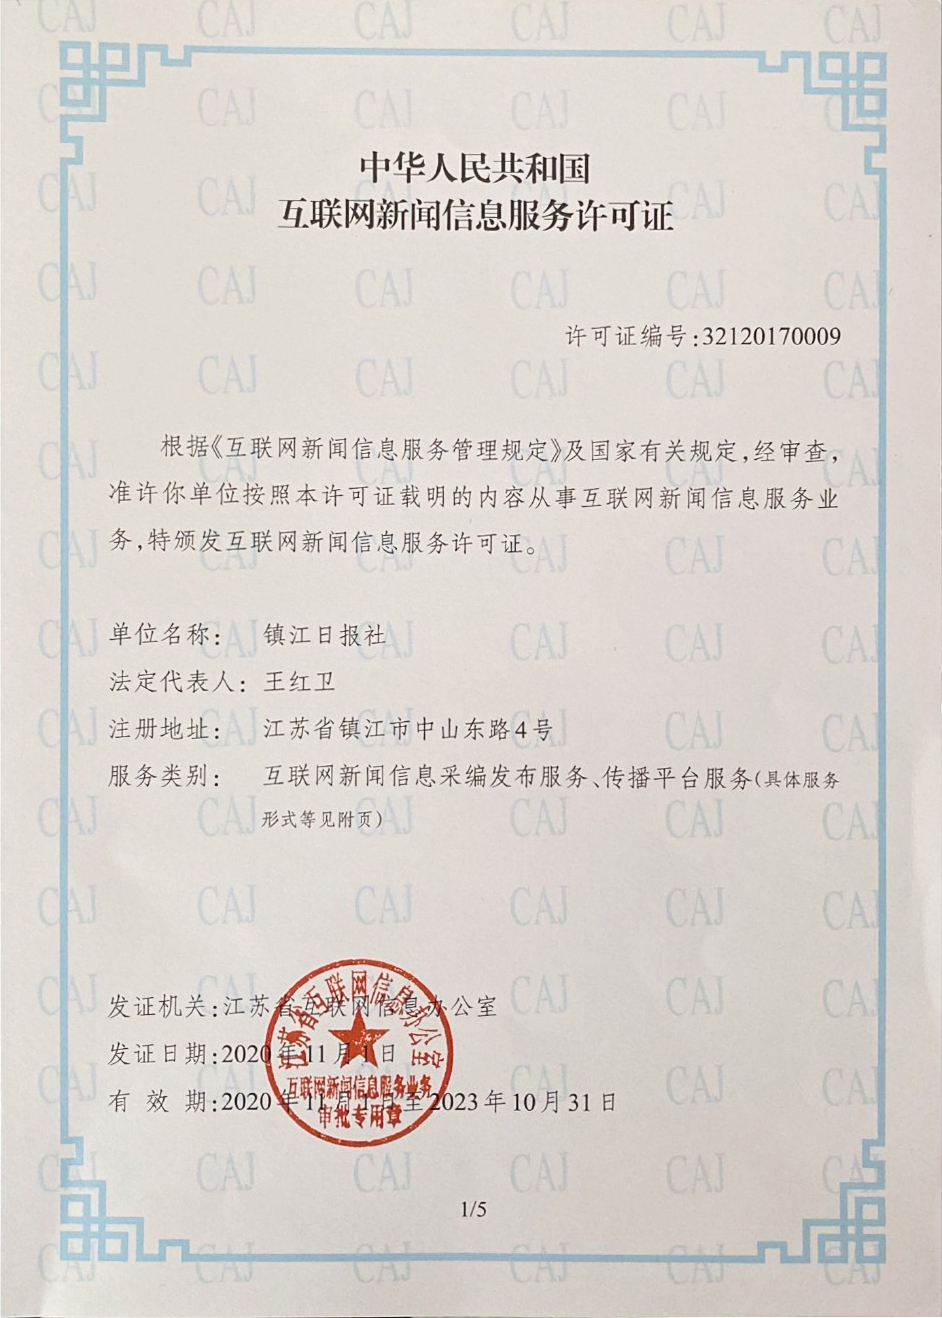 中华人民共和国
互联网新闻信息服务许可证
许可证编号:32120170009
根据《互联网新闻信息服务管理规定》及国家有关规定,经审查,
准许你单位按照本许可证载明的内容从事互联网新闻信息服务业
务,特颁发互联网新闻信息服务许可证。
单位名称: 镇江日报社
法定代表人: 王红卫
注册地址: 江苏省镇江市中山东路4号
服务类别: 互联网新闻信息采编发布服务、传播平台服务(具体服务
形式等见附页)
发证机关:江苏省互联网信息办公室
发证日期:2020年11月1日
有 效 期:2020年11月1日至2023年10月31日
江苏省互联网信息办公室
互联网新闻信息服务业务
审批专用章
1/5
CAJ